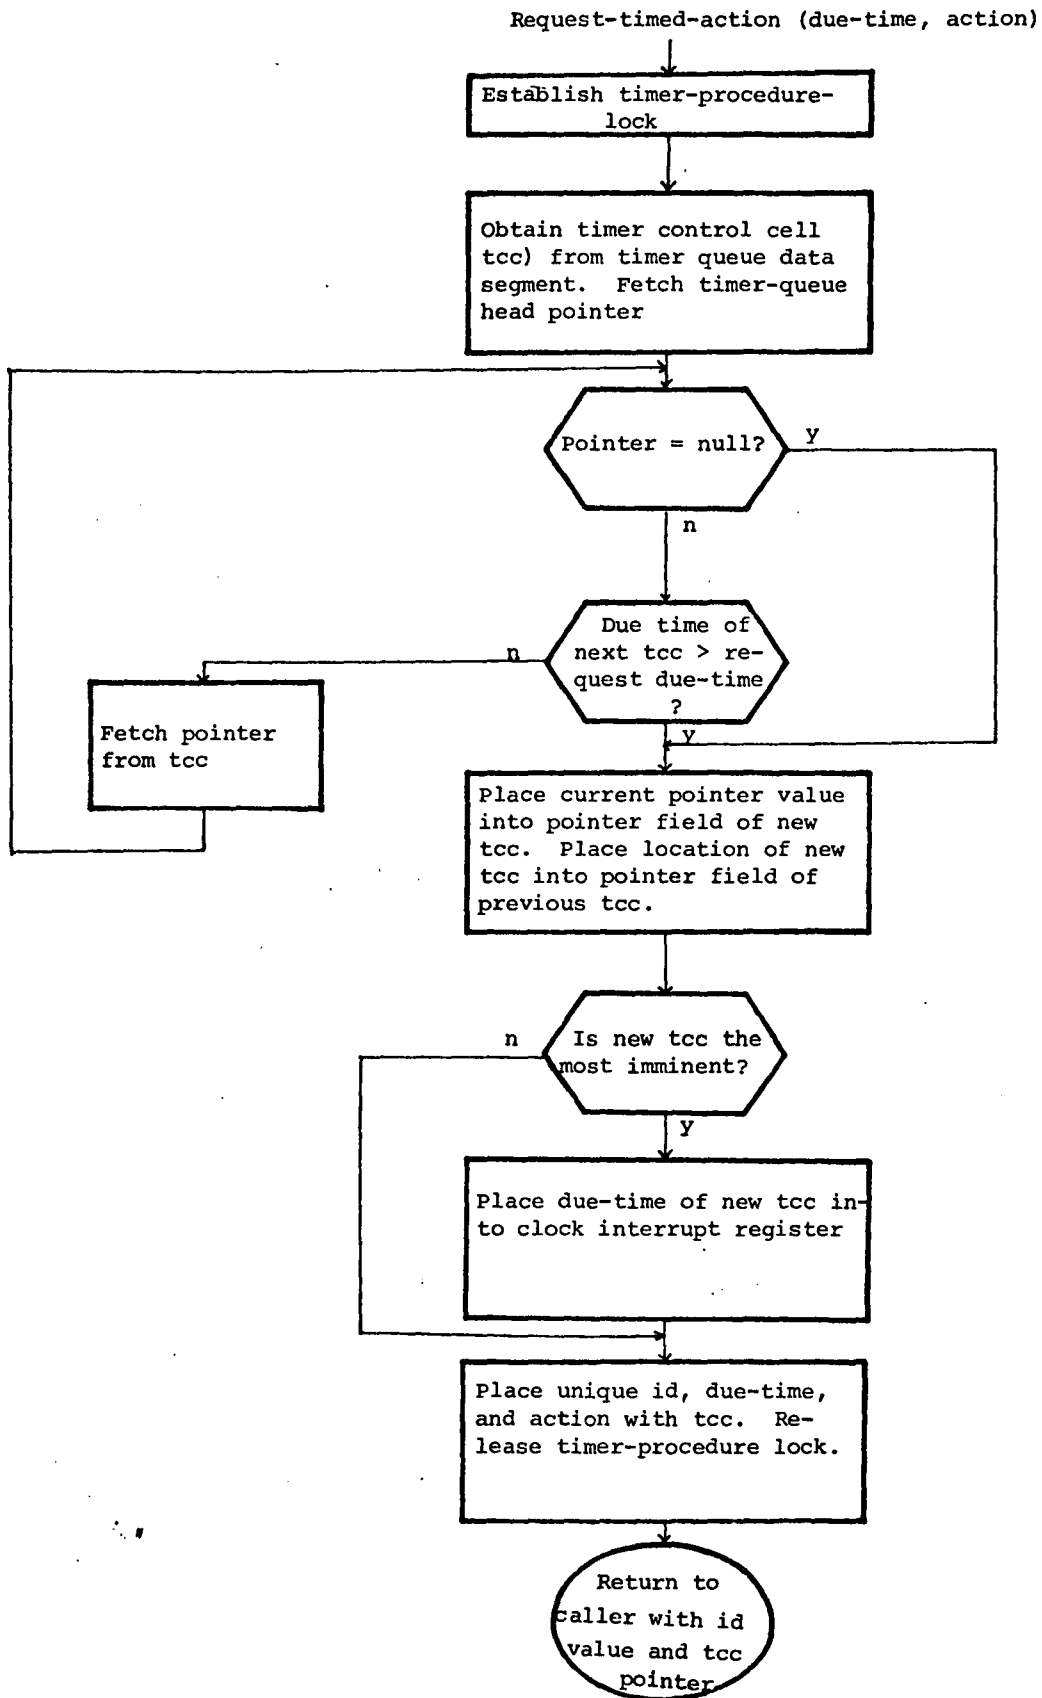 Request-timed-action (due-time, action)
Establish timer-procedure-
lock
Obtain timer control cell
tcc) from timer queue data
segment. Fetch timer-queue
head pointer
Pointer = null?
y
n
Due time of
next tcc > re-
quest due-time
?
n
y
Fetch pointer
from tcc
Place current pointer value
into pointer field of new
tcc. Place location of new
tcc into pointer field of
previous tcc.
Is new tcc the
most imminent?
n
y
Place due-time of new tcc in-
to clock interrupt register
Place unique id, due-time,
and action with tcc. Re-
lease timer-procedure lock.
Return to
caller with id
value and tcc
pointer